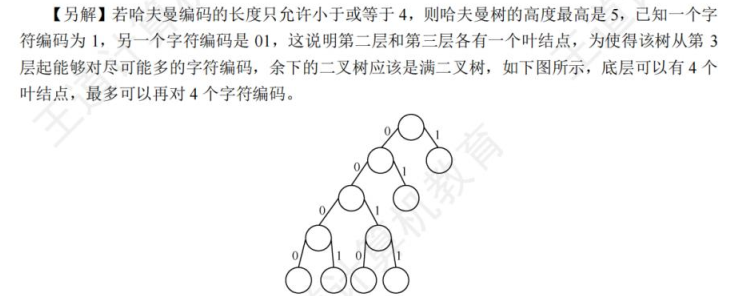 【另解】若哈夫曼编码的长度只允许小于或等于 4，则哈夫曼树的高度最高是 5，已知一个字
符编码为 1，另一个字符编码是 01，这说明第二层和第三层各有一个叶结点，为使得该树从第 3
层起能够对尽可能多的字符编码，余下的二叉树应该是满二叉树，如下图所示，底层可以有 4 个
叶结点，最多可以再对 4 个字符编码。
0 1
0 1
0 1
0 1 0 1
王道计算机教育